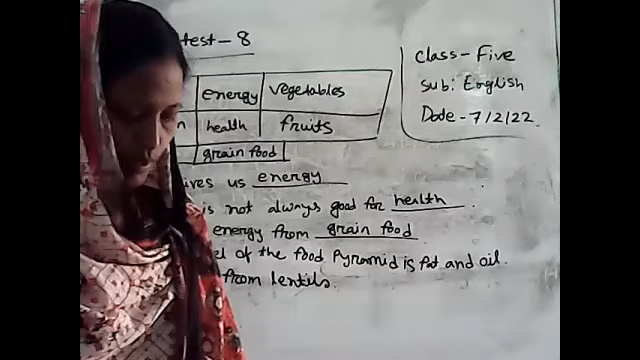 test - 8
class - Five
Sub: English
Date - 7/2/22
energy vegetables
n health fruits
grain food
ives us energy
is not always good for health.
energy from grain food.
el of the food Pyramid is fat and oil.
from lentils.